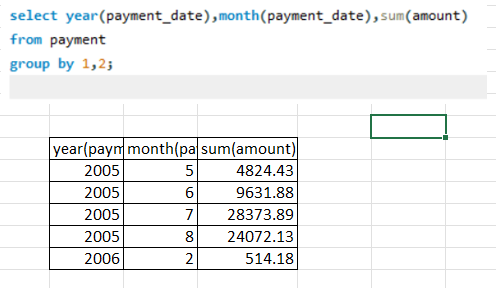 select year(payment_date),month(payment_date),sum(amount)
from payment
group by 1,2;
year(paym month(pa sum(amount)
2005 5 4824.43
2005 6 9631.88
2005 7 28373.89
2005 8 24072.13
2006 2 514.18